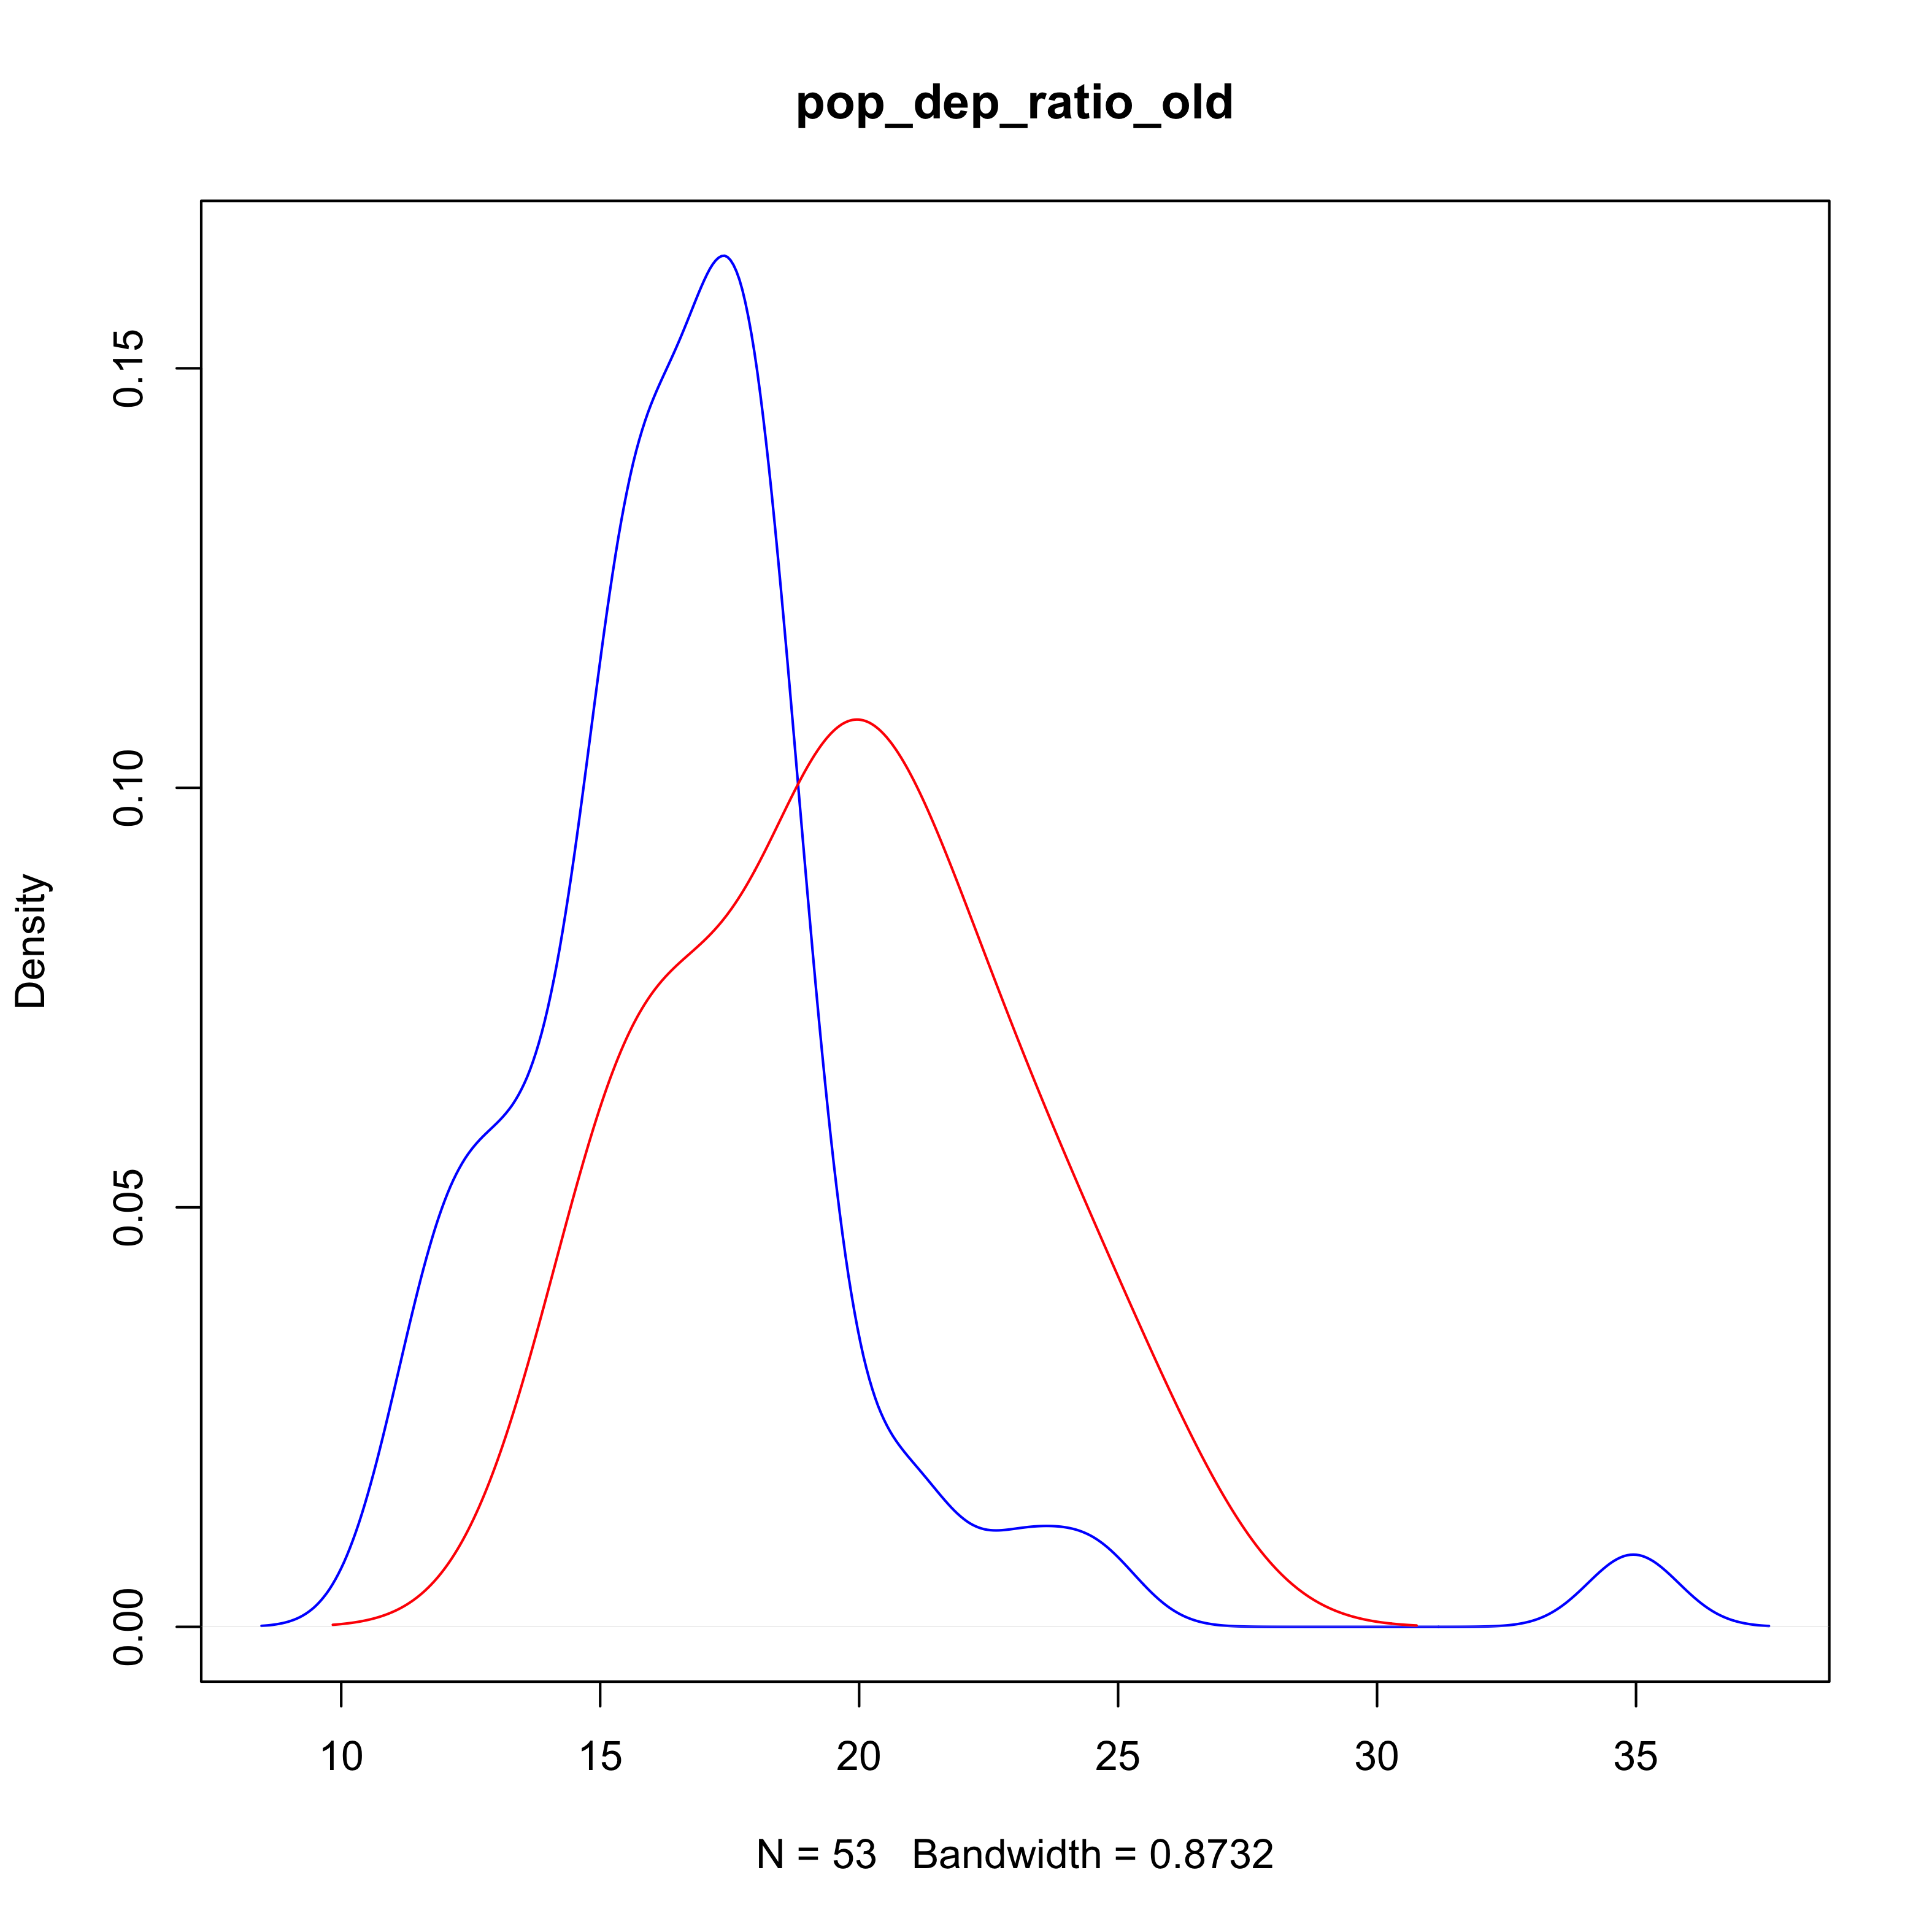 pop_dep_ratio_old
Density
0.15
0.10
0.05
0.00
10 15 20 25 30 35
N = 53 Bandwidth = 0.8732